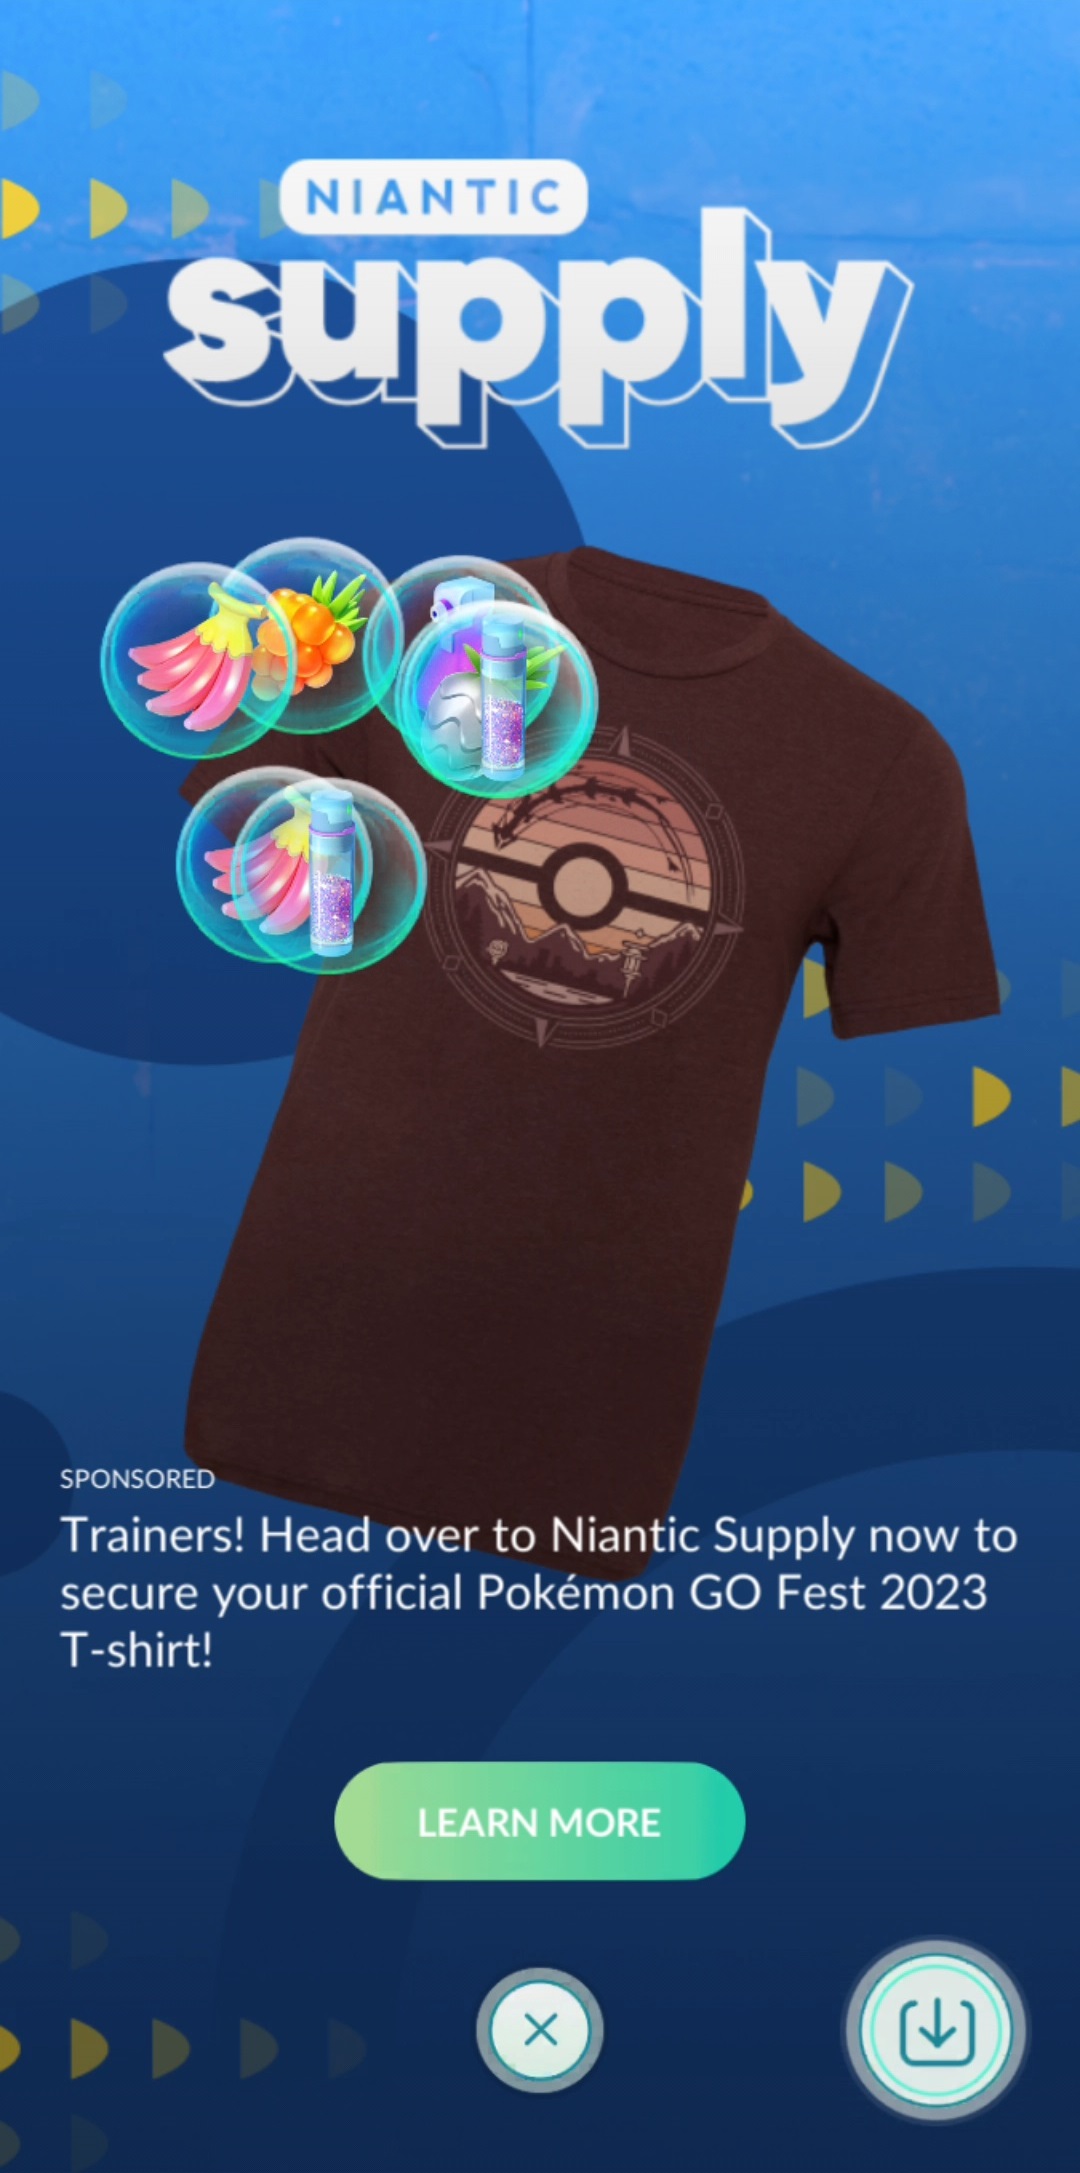 NIANTIC
supply
SPONSORED
Trainers! Head over to Niantic Supply now to
secure your official Pokémon GO Fest 2023
T-shirt!
LEARN MORE